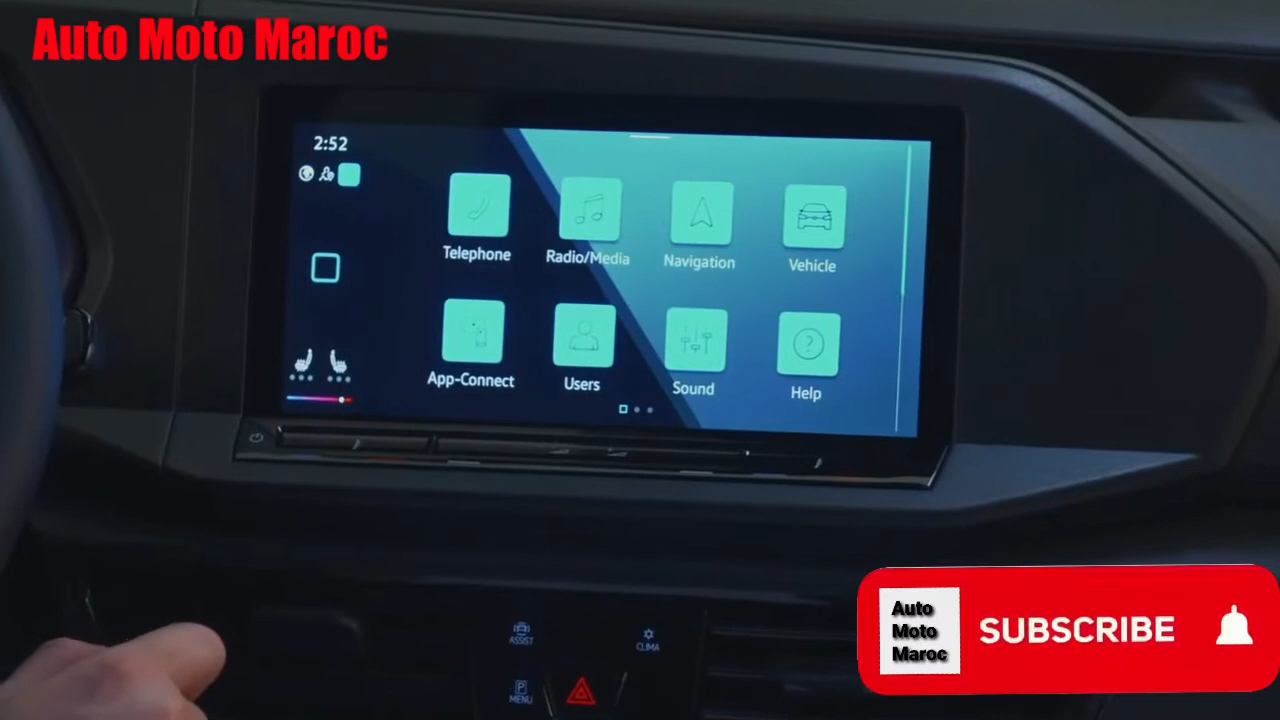 Auto Moto Maroc
2:52
Telephone
Radio/Media
Navigation
Vehicle
App-Connect
Users
Sound
Help
ASSIST
CLIMA
P
MENU
Auto
Moto
Maroc
SUBSCRIBE